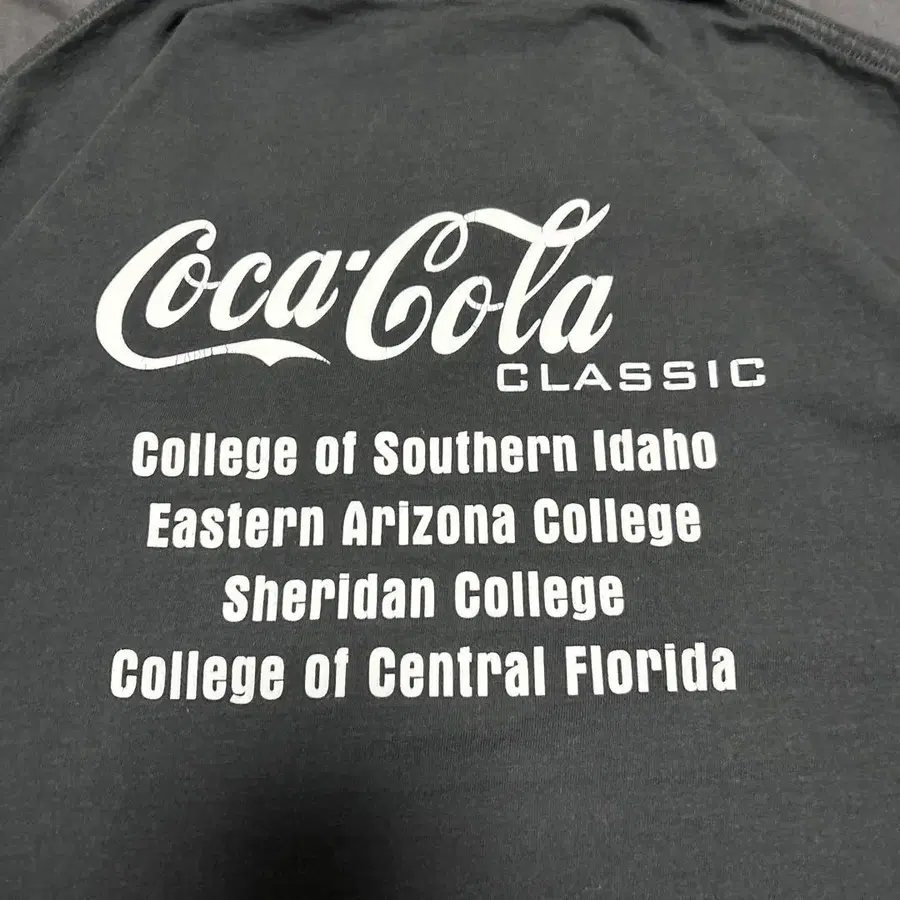 Coca-Cola
CLASSIC
College of Southern Idaho
Eastern Arizona College
Sheridan College
College of Central Florida